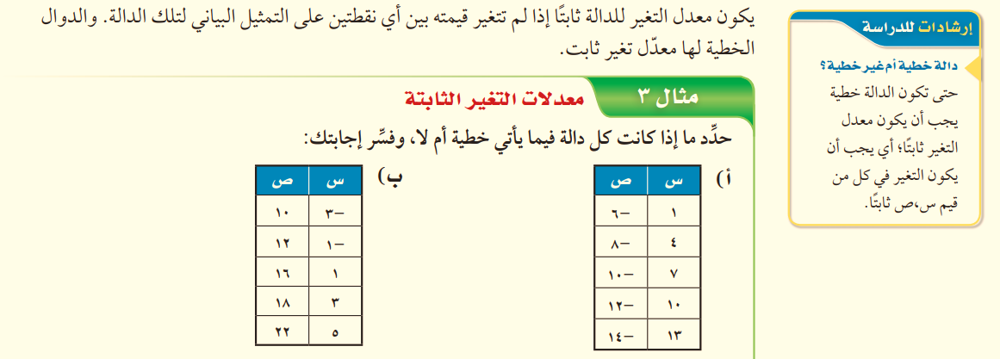 يكون معدل التغير للدالة ثابتًا إذا لم تتغير قيمته بين أي نقطتين على التمثيل البياني لتلك الدالة. والدوال
الخطية لها معدّل تغير ثابت.
إرشادات للدراسة
دالة خطية أم غير خطية؟
حتى تكون الدالة خطية
يجب أن يكون معدل
التغير ثابتًا؛ أي يجب أن
يكون التغير في كل من
قيم س،ص ثابتًا.
مثال ٣ معدلات التغير الثابتة
حدِّد ما إذا كانت كل دالة فيما يأتي خطية أم لا، وفسِّر إجابتك:
أ)
س ص
١ −٦
٤ −٨
٧ −١٠
١٠ −١٢
١٣ −١٤
ب)
س ص
−٣ ١٠
−١ ١٢
١ ١٦
٣ ١٨
٥ ٢٢